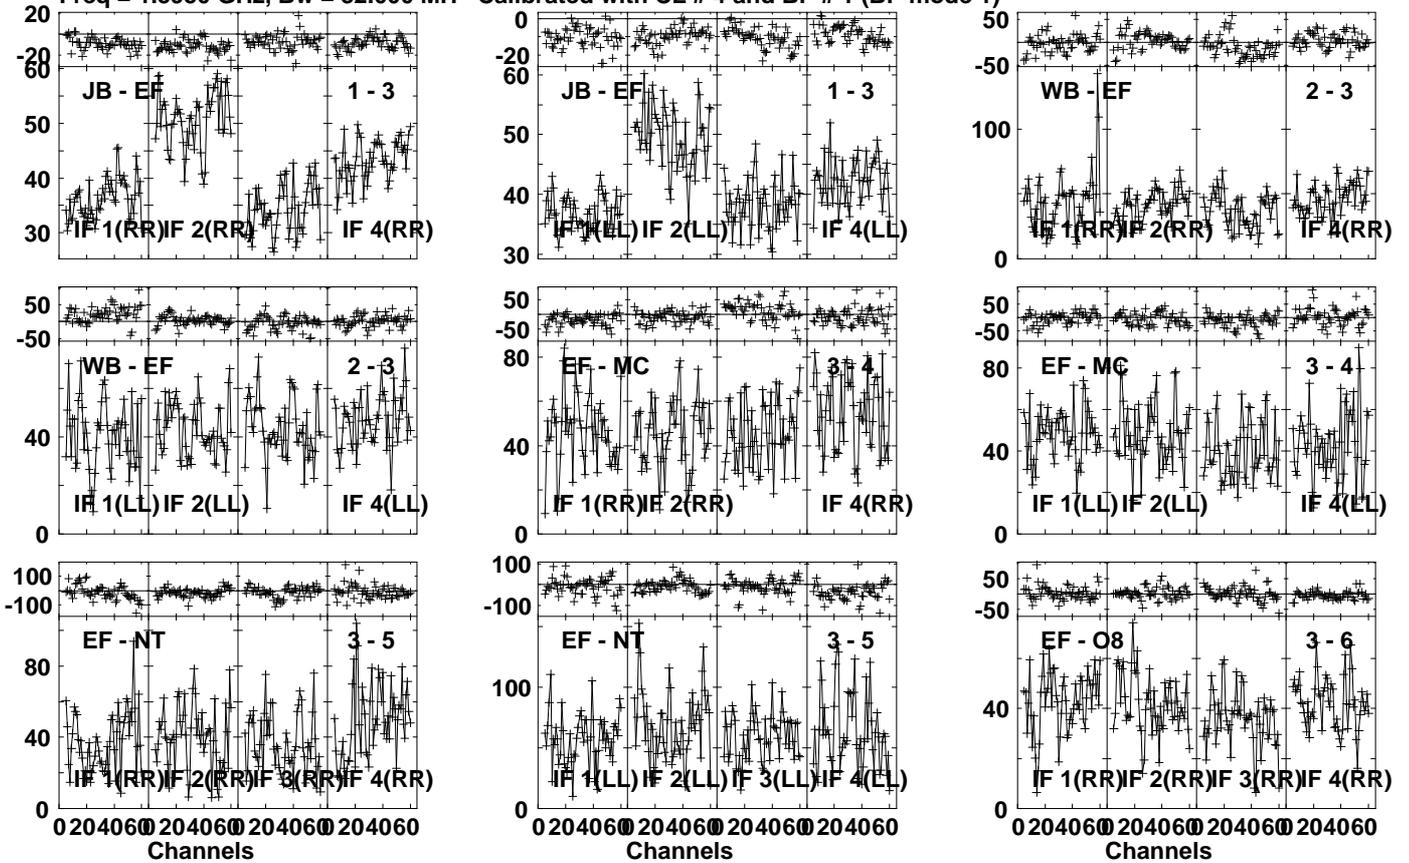 Calibrated with CL # 4 and BP # 1 (BP mode 1)
20
-20
60
50
40
30
JB - EF
1 - 3
IF 1(RR)
IF 2(RR)
IF 4(RR)
0
-20
60
50
40
30
JB - EF
1 - 3
IF 1(LL)
IF 2(LL)
IF 4(LL)
50
-50
100
0
WB - EF
2 - 3
IF 1(RR)
IF 2(RR)
IF 4(RR)
50
-50
40
0
WB - EF
2 - 3
IF 1(LL)
IF 2(LL)
IF 4(LL)
50
-50
80
40
0
EF - MC
3 - 4
IF 1(RR)
IF 2(RR)
IF 4(RR)
50
-50
80
40
0
EF - MC
3 - 4
IF 1(LL)
IF 2(LL)
IF 4(LL)
100
-100
80
40
0
EF - NT
3 - 5
IF 1(RR)
IF 2(RR)
IF 3(RR)
IF 4(RR)
0 204060 0 204060 0 204060 0 204060
Channels
100
-100
100
0
EF - NT
3 - 5
IF 1(LL)
IF 2(LL)
IF 3(LL)
IF 4(LL)
0 204060 0 204060 0 204060 0 204060
Channels
50
-50
40
0
EF - O8
3 - 6
IF 1(RR)
IF 2(RR)
IF 3(RR)
IF 4(RR)
0 204060 0 204060 0 204060 0 204060
Channels